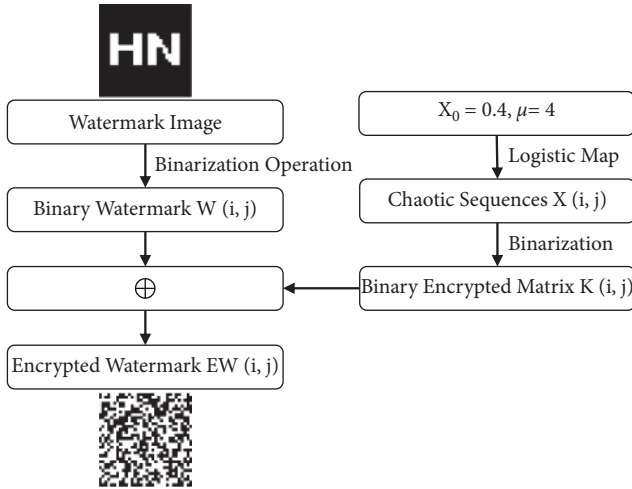 HN
Watermark Image
Binarization Operation
Binary Watermark W (i, j)
⊕
Encrypted Watermark EW (i, j)
X₀ = 0.4, μ= 4
Logistic Map
Chaotic Sequences X (i, j)
Binarization
Binary Encrypted Matrix K (i, j)